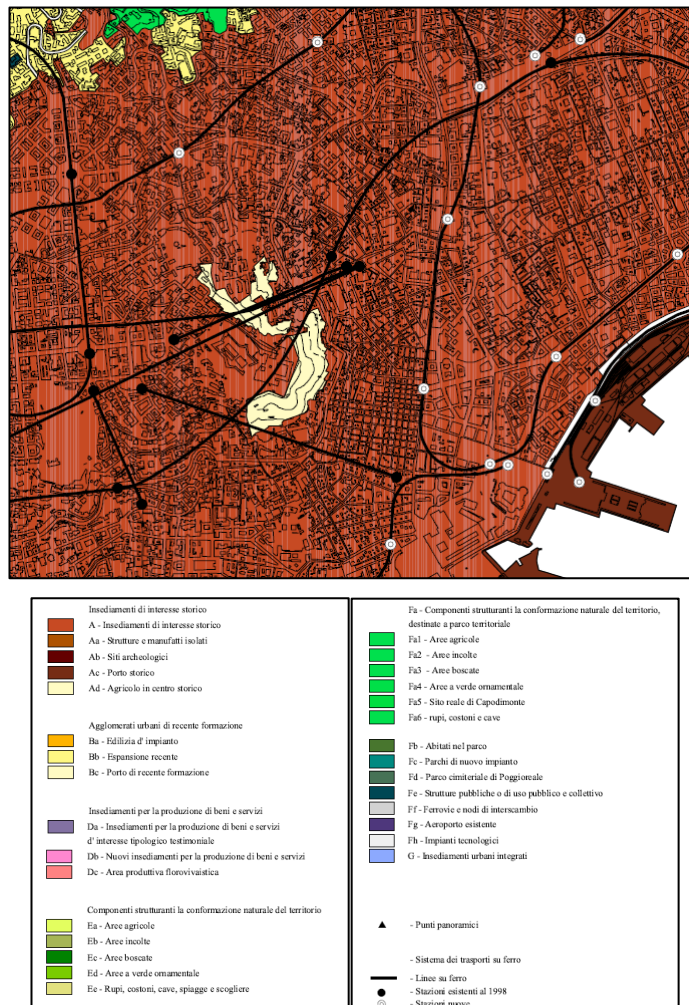 Insediamenti di interesse storico
A - Insediamenti di interesse storico
Aa - Strutture e manufatti isolati
Ab - Siti archeologici
Ac - Porto storico
Ad - Agricolo in centro storico
Agglomerati urbani di recente formazione
Ba - Edilizia d' impianto
Bb - Espansione recente
Bc - Porto di recente formazione
Insediamenti per la produzione di beni e servizi
Da - Insediamenti per la produzione di beni e servizi
d' interesse tipologico testimoniale
Db - Nuovi insediamenti per la produzione di beni e servizi
Dc - Area produttiva florovivaistica
Componenti strutturanti la conformazione naturale del territorio
Ea - Aree agricole
Eb - Aree incolte
Ec - Aree boscate
Ed - Aree a verde ornamentale
Ee - Rupi, costoni, cave, spiagge e scogliere
Fa - Componenti strutturanti la conformazione naturale del territorio,
destinate a parco territoriale
Fa1 - Aree agricole
Fa2 - Aree incolte
Fa3 - Aree boscate
Fa4 - Aree a verde ornamentale
Fa5 - Sito reale di Capodimonte
Fa6 - rupi, costoni e cave
Fb - Abitati nel parco
Fc - Parchi di nuovo impianto
Fd - Parco cimiteriale di Poggioreale
Fe - Strutture pubbliche o di uso pubblico e collettivo
Ff - Ferrovie e nodi di interscambio
Fg - Aeroporto esistente
Fh - Impianti tecnologici
G - Insediamenti urbani integrati
- Punti panoramici
- Sistema dei trasporti su ferro
- Linee su ferro
- Stazioni esistenti al 1998
- Stazioni nuove